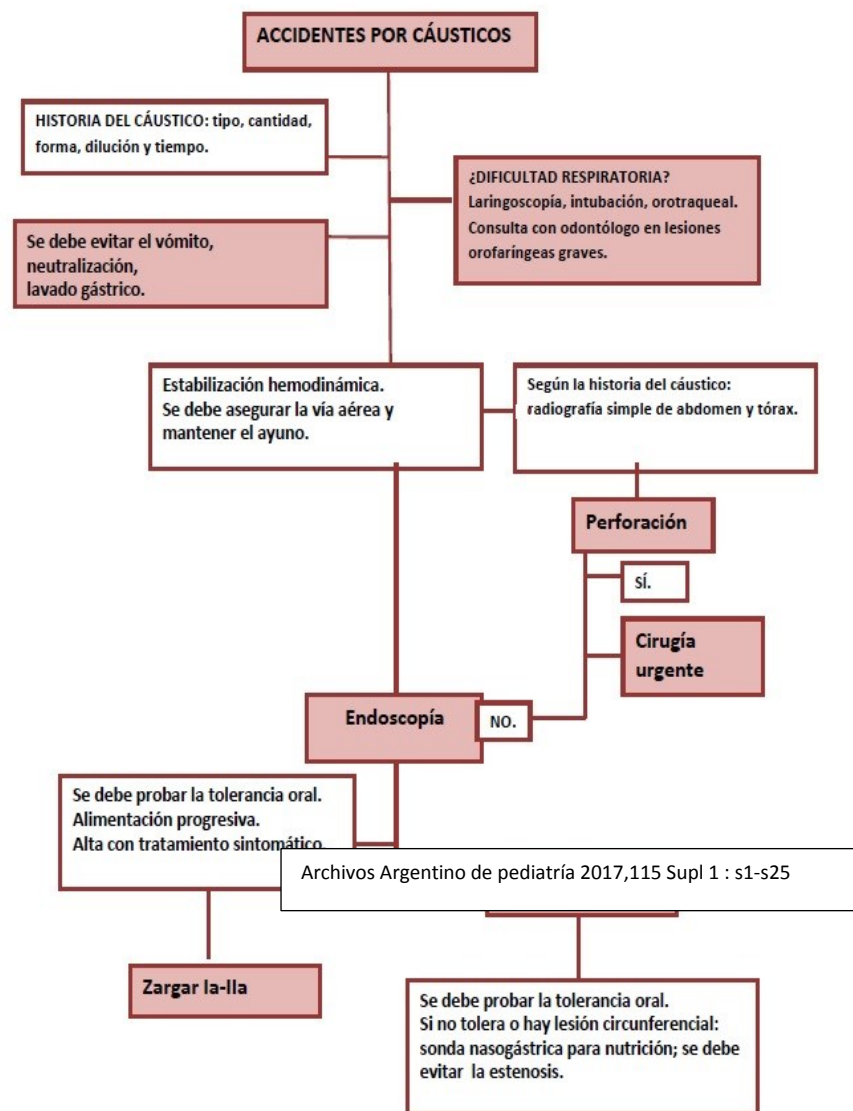 ACCIDENTES POR CÁUSTICOS
HISTORIA DEL CÁUSTICO: tipo, cantidad,
forma, dilución y tiempo.
¿DIFICULTAD RESPIRATORIA?
Laringoscopía, intubación, orotraqueal.
Consulta con odontólogo en lesiones
orofaríngeas graves.
Se debe evitar el vómito,
neutralización,
lavado gástrico.
Estabilización hemodinámica.
Se debe asegurar la vía aérea y
mantener el ayuno.
Según la historia del cáustico:
radiografía simple de abdomen y tórax.
Perforación
SÍ.
Cirugía
urgente
Endoscopía
NO.
Se debe probar la tolerancia oral.
Alimentación progresiva.
Alta con tratamiento sintomático.
Archivos Argentino de pediatría 2017,115 Supl 1 : s1-s25
Zargar Ia-IIa
Se debe probar la tolerancia oral.
Si no tolera o hay lesión circunferencial:
sonda nasogástrica para nutrición; se debe
evitar la estenosis.